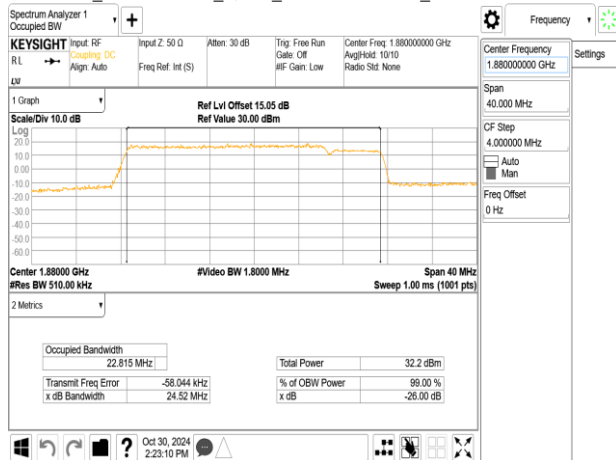 Spectrum Analyzer 1
Occupied BW
KEYSIGHT
RL
LXI
Input: RF
Coupling: DC
Align: Auto
Input Z: 50 Ω
Freq Ref: Int (S)
Atten: 30 dB
Trig: Free Run
Gate: Off
#IF Gain: Low
Center Freq: 1.880000000 GHz
Avg|Hold: 10/10
Radio Std: None
1 Graph
Scale/Div 10.0 dB
Ref Lvl Offset 15.05 dB
Ref Value 30.00 dBm
Log
20.0
10.0
0.00
-10.0
-20.0
-30.0
-40.0
-50.0
-60.0
Center 1.88000 GHz
#Video BW 1.8000 MHz
Span 40 MHz
#Res BW 510.00 kHz
Sweep 1.00 ms (1001 pts)
2 Metrics
Occupied Bandwidth
22.815 MHz
Total Power 32.2 dBm
Transmit Freq Error -58.044 kHz
% of OBW Power 99.00 %
x dB Bandwidth 24.52 MHz
x dB -26.00 dB
?
Oct 30, 2024
2:23:10 PM
Frequency
Settings
Center Frequency
1.880000000 GHz
Span
40.000 MHz
CF Step
4.000000 MHz
Auto
Man
Freq Offset
0 Hz